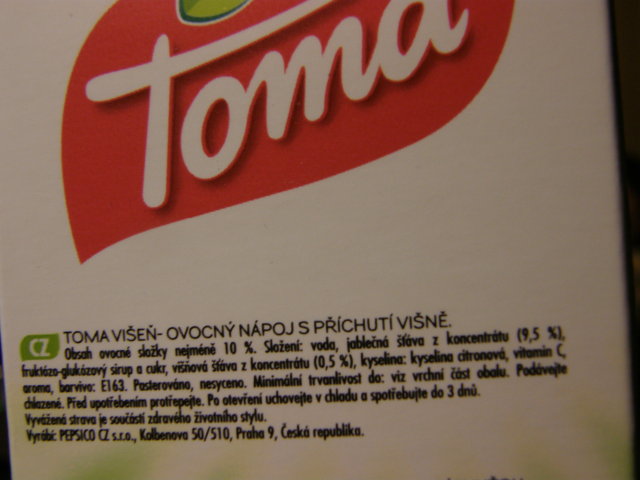 Toma
CZ TOMA VIŠEŇ- OVOCNÝ NÁPOJ S PŘÍCHUTÍ VIŠNĚ.
Obsah ovocné složky nejméně 10 %. Složení: voda, jablečná šťáva z koncentrátu (9,5 %),
fruktózo-glukózový sirup a cukr, višňová šťáva z koncentrátu (0,5 %), kyselina: kyselina citronová, vitamin C,
aroma, barvivo: E163. Pasterováno, nesyceno. Minimální trvanlivost do: viz vrchní část obalu. Podávejte
chlazené. Před upotřebením protřepejte. Po otevření uchovejte v chladu a spotřebujte do 3 dnů.
Vyvážená strava je součástí zdravého životního stylu.
Vyrábí: PEPSICO CZ s.r.o., Kolbenova 50/510, Praha 9, Česká republika.